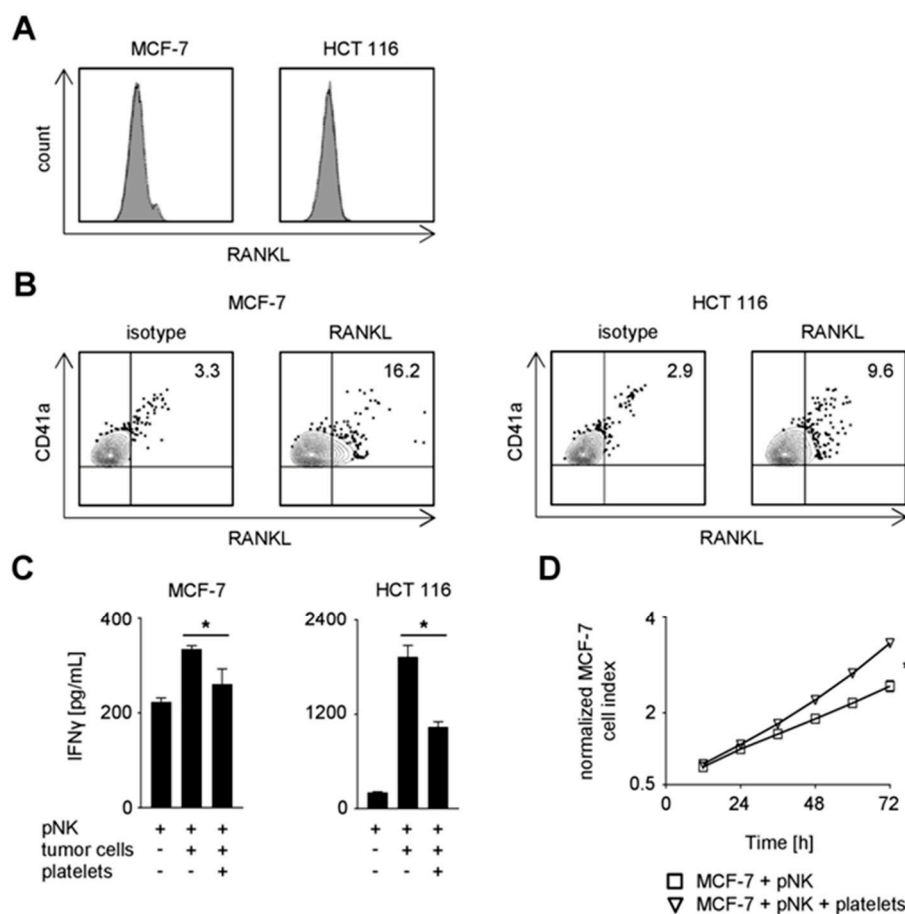 A
MCF-7
HCT 116
count
RANKL
B
MCF-7
HCT 116
isotype
RANKL
isotype
RANKL
3.3
16.2
2.9
9.6
CD41a
CD41a
RANKL
RANKL
C
MCF-7
HCT 116
D
IFNγ [pg/mL]
400
200
0
*
2400
1200
0
*
pNK + + + + + +
tumor cells - + + - + +
platelets - - + - - +
normalized MCF-7
cell index
4
2
0.5
0 24 48 72
Time [h]
MCF-7 + pNK
MCF-7 + pNK + platelets